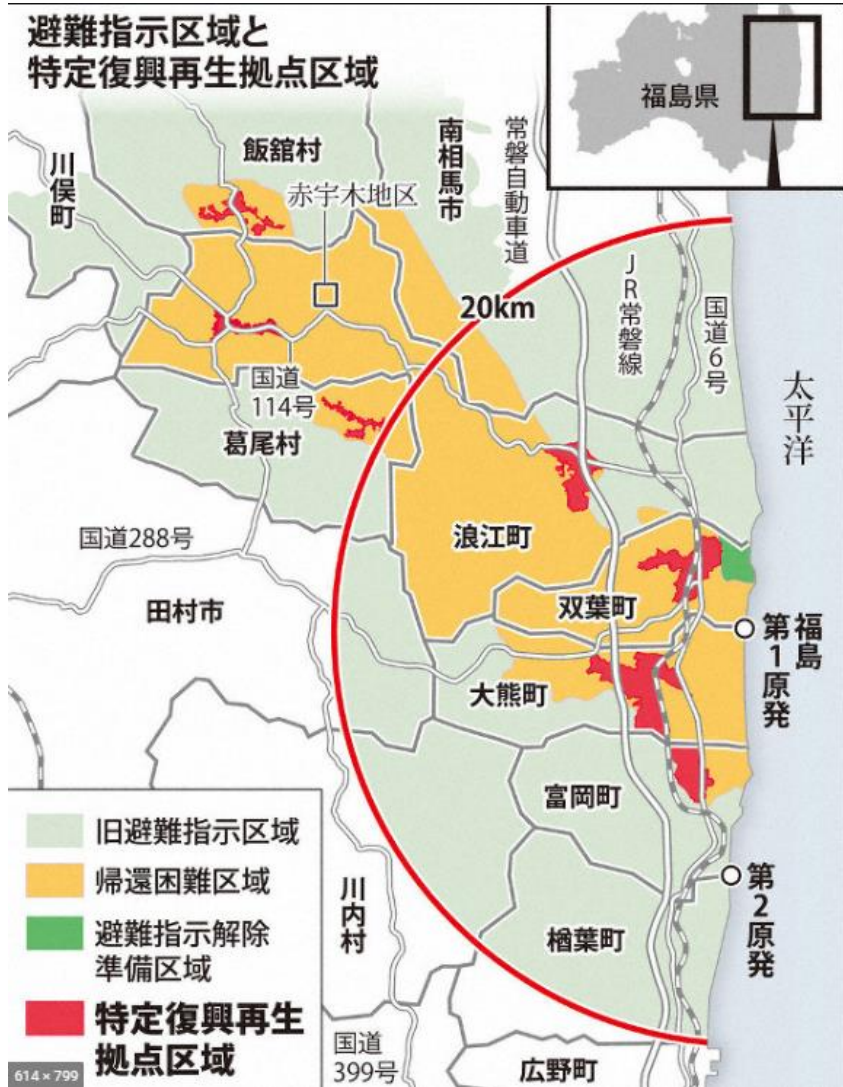 避難指示区域と
特定復興再生拠点区域
福島県
川俣町
飯舘村
赤宇木地区
南相馬市
常磐自動車道
20km
JR常磐線
国道6号
太平洋
国道
114号
葛尾村
国道288号
浪江町
田村市
双葉町
福島
第1原発
大熊町
富岡町
旧避難指示区域
帰還困難区域
避難指示解除
準備区域
特定復興再生
拠点区域
川内村
第2原発
楢葉町
国道
399号
広野町
614 × 799